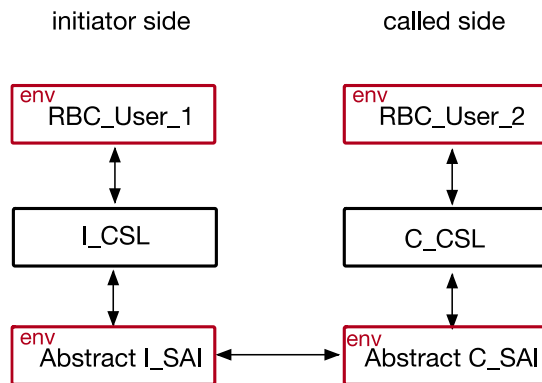 initiator side
called side
env
RBC_User_1
env
RBC_User_2
I_CSL
C_CSL
env
Abstract I_SAI
env
Abstract C_SAI